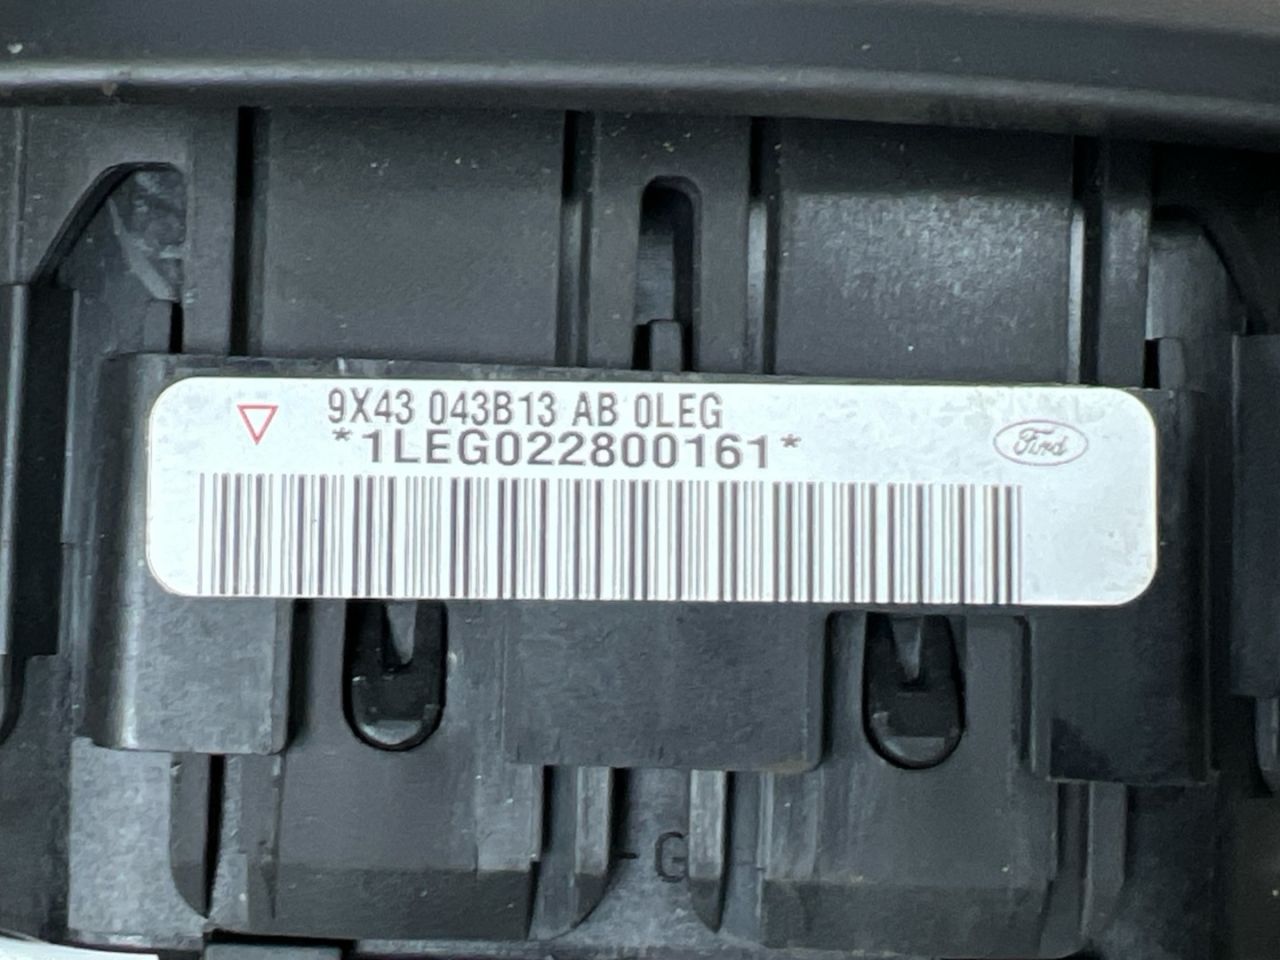 9X43 043B13 AB 0LEG
*1LEG022800161*
Ford
-G